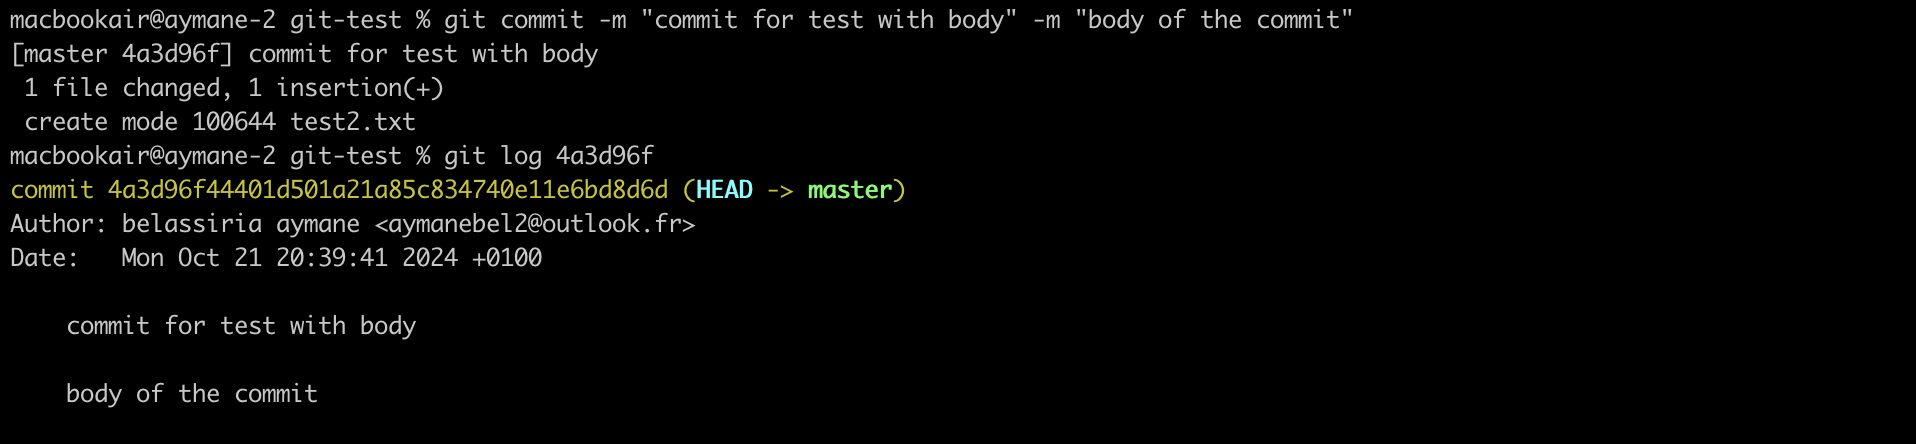 macbookair@aymane-2 git-test % git commit -m "commit for test with body" -m "body of the commit"
[master 4a3d96f] commit for test with body
 1 file changed, 1 insertion(+)
 create mode 100644 test2.txt
macbookair@aymane-2 git-test % git log 4a3d96f
commit 4a3d96f44401d501a21a85c834740e11e6bd8d6d (HEAD -> master)
Author: belassiria aymane <aymanebel2@outlook.fr>
Date:   Mon Oct 21 20:39:41 2024 +0100

    commit for test with body

    body of the commit